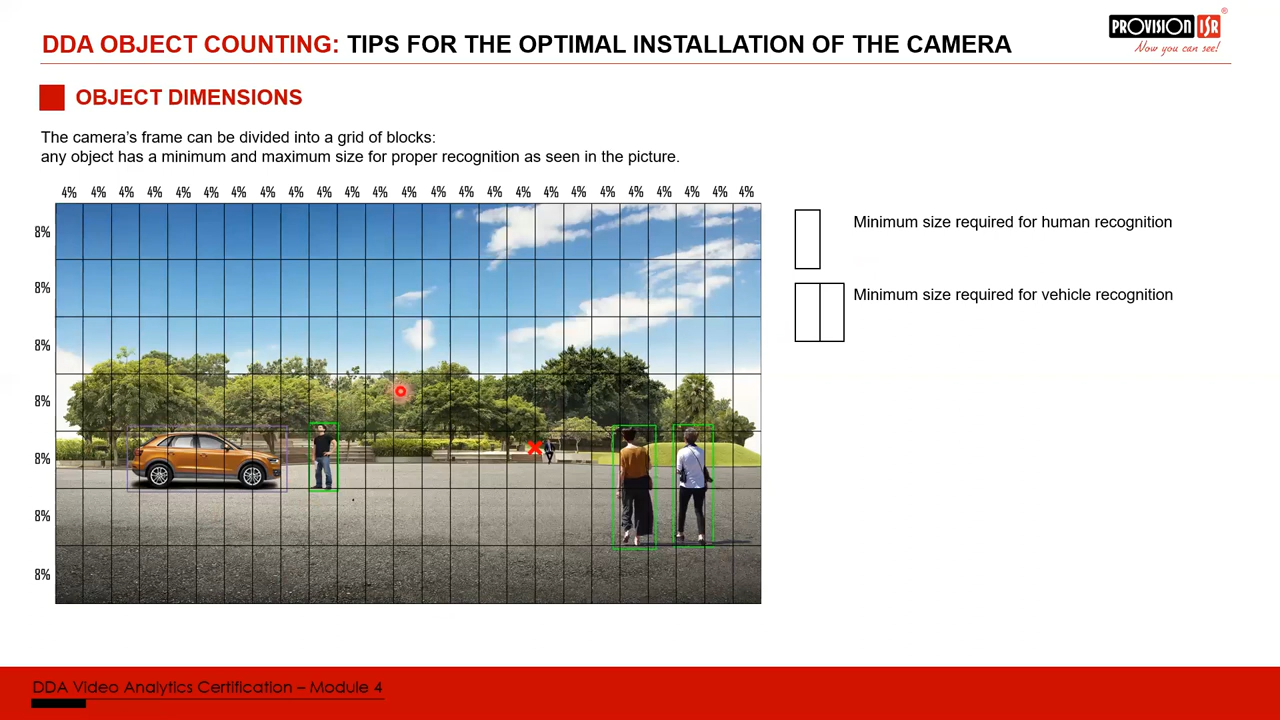 DDA OBJECT COUNTING: TIPS FOR THE OPTIMAL INSTALLATION OF THE CAMERA
PROVISION ISR®
Now you can see!
OBJECT DIMENSIONS
The camera’s frame can be divided into a grid of blocks:
any object has a minimum and maximum size for proper recognition as seen in the picture.
4% 4% 4% 4% 4% 4% 4% 4% 4% 4% 4% 4% 4% 4% 4% 4% 4% 4% 4% 4% 4% 4% 4% 4% 4%
8%
8%
8%
8%
8%
8%
8%
Minimum size required for human recognition
Minimum size required for vehicle recognition
DDA Video Analytics Certification – Module 4